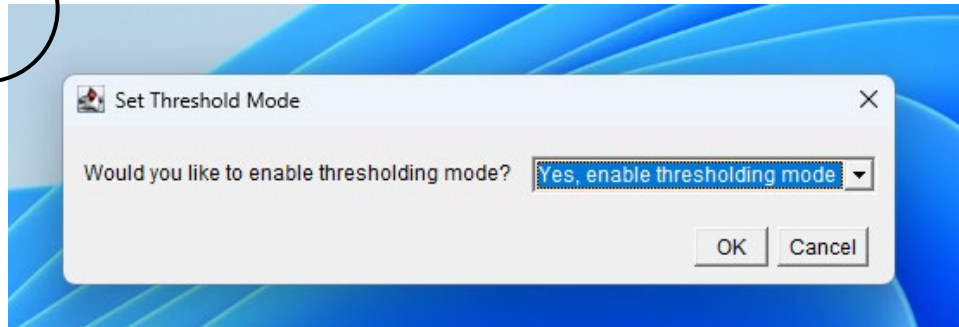 Set Threshold Mode
Would you like to enable thresholding mode? Yes, enable thresholding mode
OK Cancel